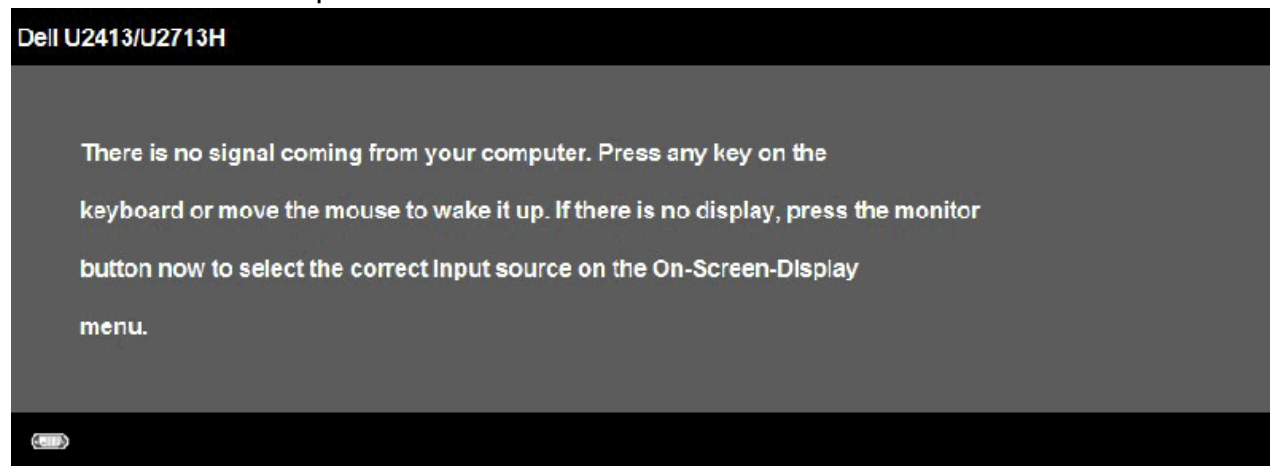 Dell U2413/U2713H
There is no signal coming from your computer. Press any key on the
keyboard or move the mouse to wake it up. If there is no display, press the monitor
button now to select the correct input source on the On-Screen-Display
menu.